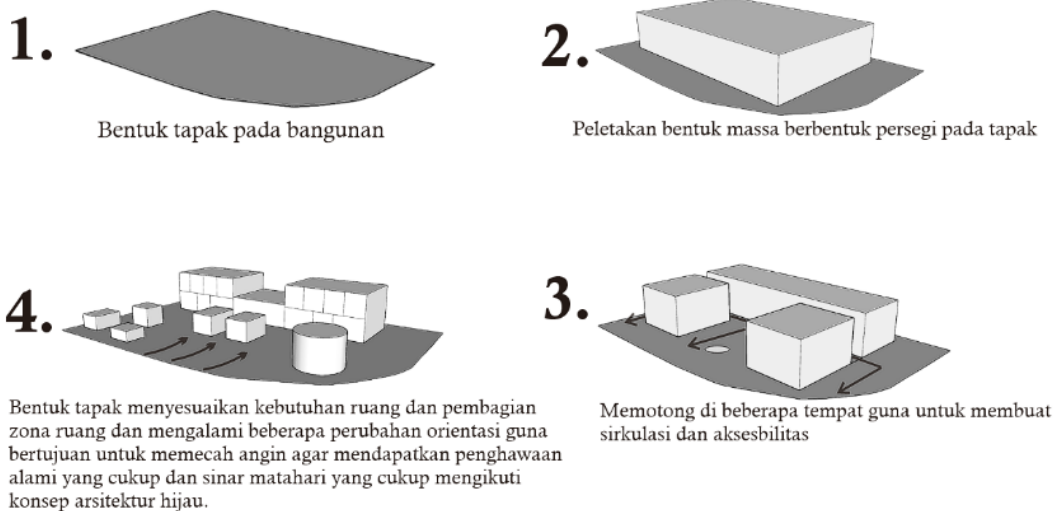 1.
Bentuk tapak pada bangunan
2.
Peletakan bentuk massa berbentuk persegi pada tapak
3.
Memotong di beberapa tempat guna untuk membuat
sirkulasi dan aksesbilitas
4.
Bentuk tapak menyesuaikan kebutuhan ruang dan pembagian
zona ruang dan mengalami beberapa perubahan orientasi guna
bertujuan untuk memecah angin agar mendapatkan penghawaan
alami yang cukup dan sinar matahari yang cukup mengikuti
konsep arsitektur hijau.